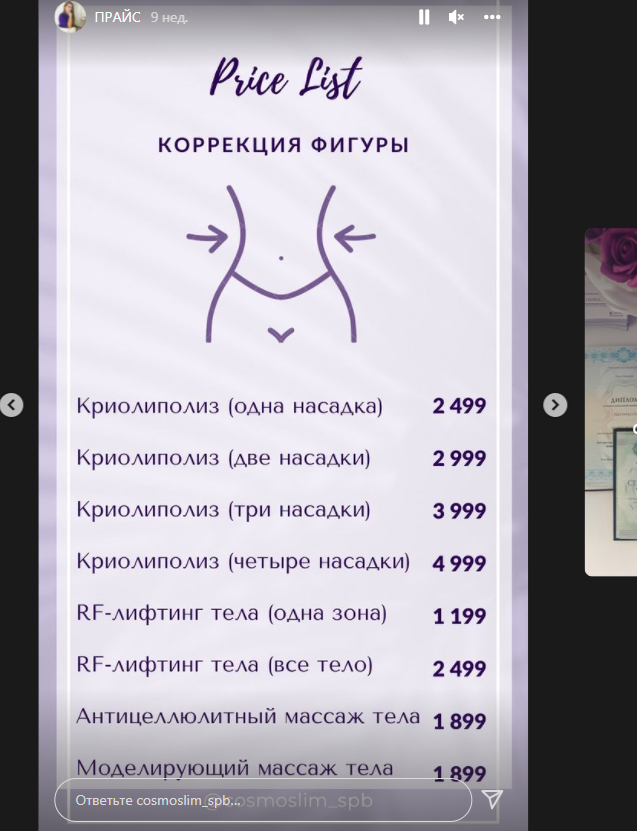 ПРАЙС 9 нед.
Price List
КОРРЕКЦИЯ ФИГУРЫ
Криолиполиз (одна насадка) 2 499
Криолиполиз (две насадки) 2 999
Криолиполиз (три насадки) 3 999
Криолиполиз (четыре насадки) 4 999
RF-лифтинг тела (одна зона) 1 199
RF-лифтинг тела (все тело) 2 499
Антицеллюлитный массаж тела 1 899
Моделирующий массаж тела 1 899
Ответьте cosmoslim_spb...
@cosmoslim_spb